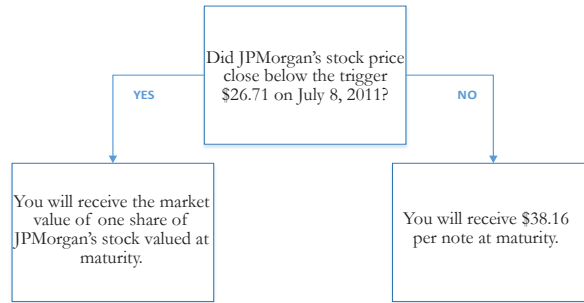 Did JPMorgan's stock price
close below the trigger
$26.71 on July 8, 2011?
YES
NO
You will receive the market
value of one share of
JPMorgan's stock valued at
maturity.
You will receive $38.16
per note at maturity.